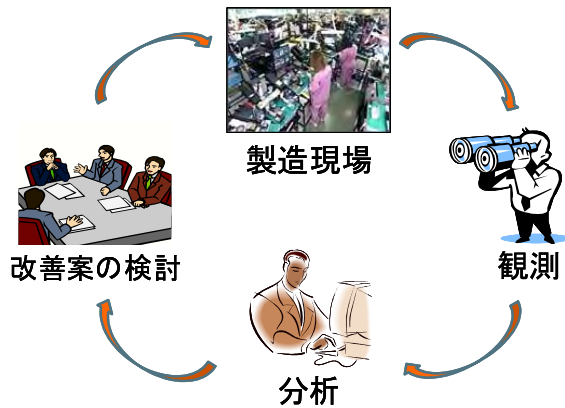 製造現場
観測
分析
改善案の検討